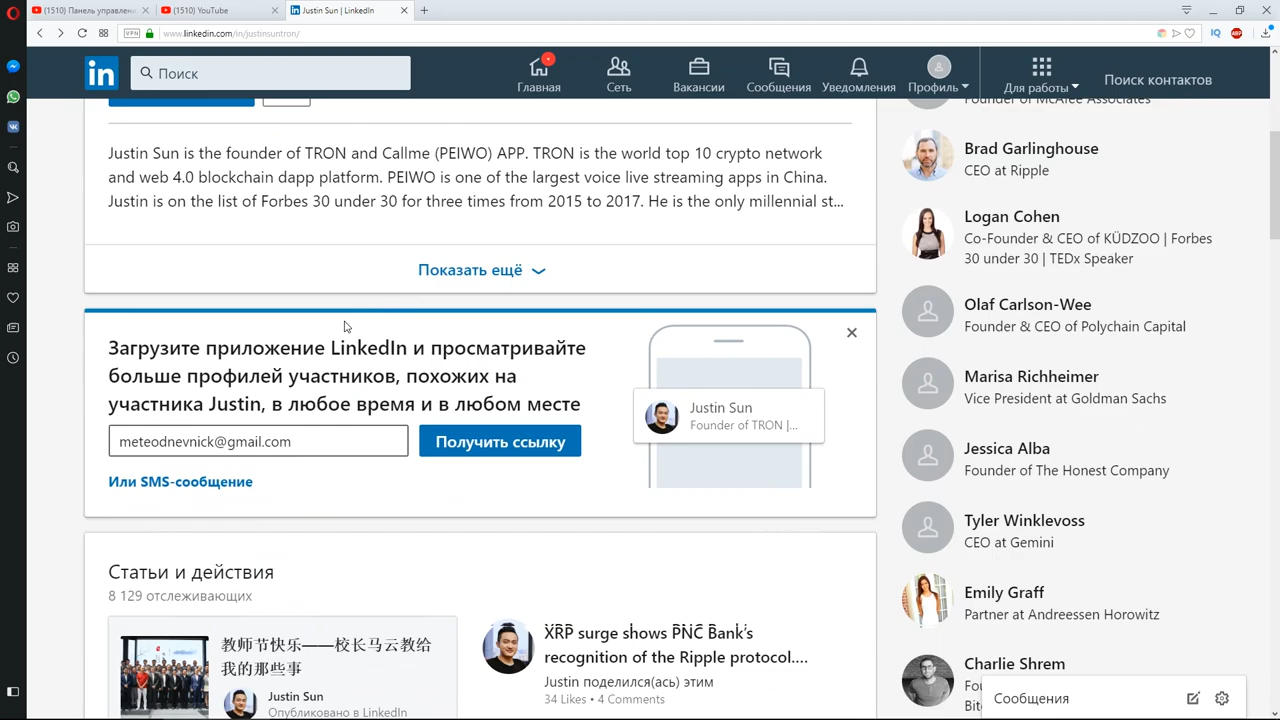 (1510) Панель управлен
(1510) YouTube
Justin Sun | LinkedIn
VPN
www.linkedin.com/in/justinsuntron/
IQ
ABP
in
Поиск
Главная
Сеть
Вакансии
Сообщения
Уведомления
Профиль
Для работы
Поиск контактов
Justin Sun is the founder of TRON and Callme (PEIWO) APP. TRON is the world top 10 crypto network
and web 4.0 blockchain dapp platform. PEIWO is one of the largest voice live streaming apps in China.
Justin is on the list of Forbes 30 under 30 for three times from 2015 to 2017. He is the only millennial st...
Показать ещё
Загрузите приложение LinkedIn и просматривайте
больше профилей участников, похожих на
участника Justin, в любое время и в любом месте
meteodnevnick@gmail.com
Получить ссылку
Или SMS-сообщение
Justin Sun
Founder of TRON |...
Статьи и действия
8 129 отслеживающих
教师节快乐——校长马云教给
我的那些事
Justin Sun
Опубликовано в LinkedIn
XRP surge shows PNC Bank's
recognition of the Ripple protocol....
Justin поделился(ась) этим
34 Likes • 4 Comments
Founder of McAfee Associates
Brad Garlinghouse
CEO at Ripple
Logan Cohen
Co-Founder & CEO of KÜDZOO | Forbes
30 under 30 | TEDx Speaker
Olaf Carlson-Wee
Founder & CEO of Polychain Capital
Marisa Richheimer
Vice President at Goldman Sachs
Jessica Alba
Founder of The Honest Company
Tyler Winklevoss
CEO at Gemini
Emily Graff
Partner at Andreessen Horowitz
Charlie Shrem
Сообщения